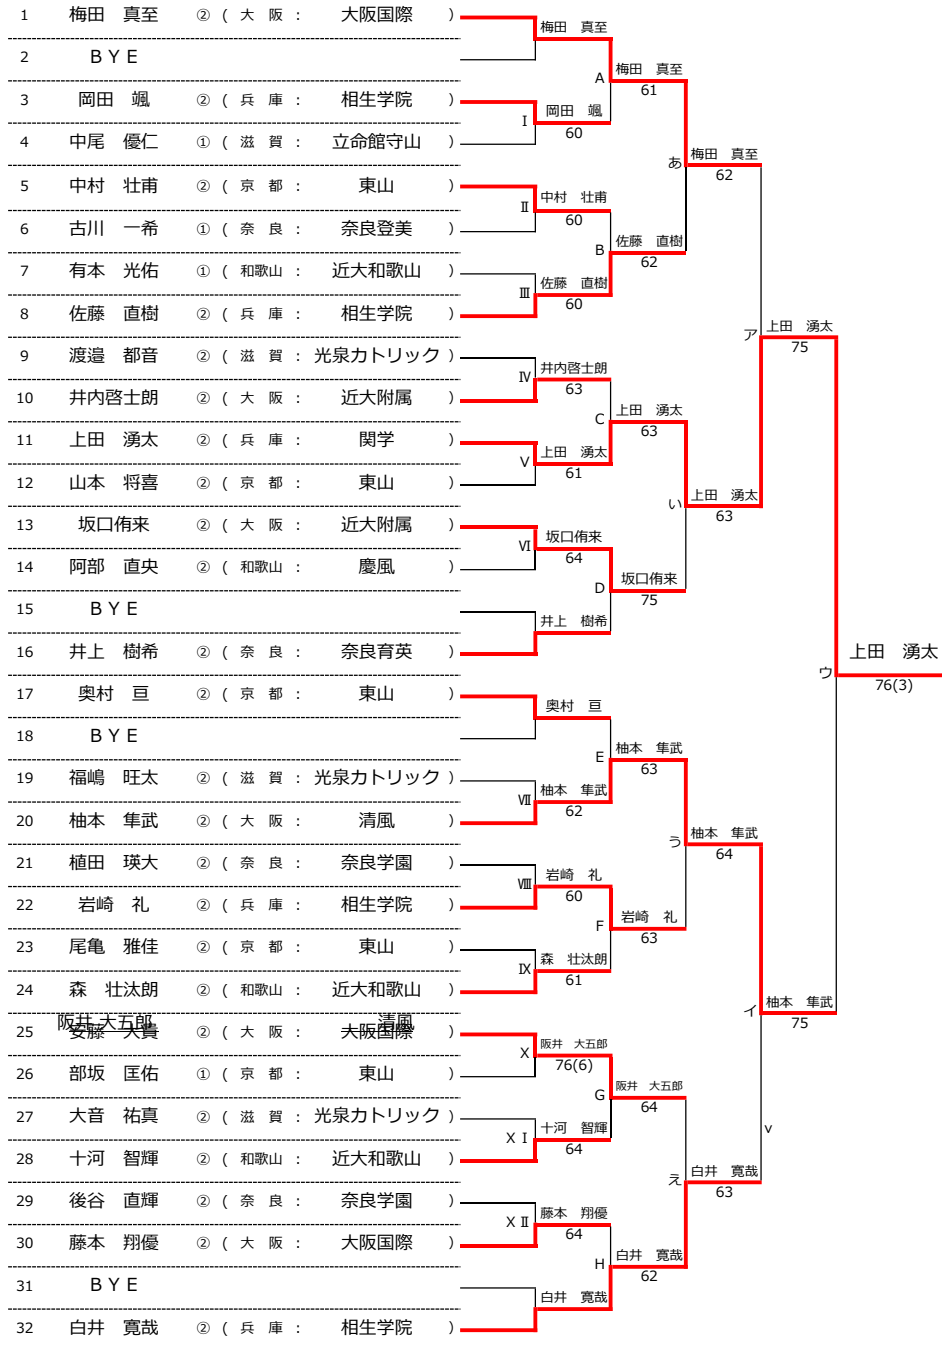 1 梅田 真至 ② ( 大 阪 : 大阪国際 )
梅田 真至
2 BYE
A 梅田 真至
61
3 岡田 颯 ② ( 兵 庫 : 相生学院 )
I 岡田 颯
60
4 中尾 優仁 ① ( 滋 賀 : 立命館守山 )
あ 梅田 真至
62
5 中村 壮甫 ② ( 京 都 : 東山 )
II 中村 壮甫
60
6 古川 一希 ① ( 奈 良 : 奈良登美 )
B 佐藤 直樹
62
7 有本 光佑 ① ( 和歌山 : 近大和歌山 )
III 佐藤 直樹
60
8 佐藤 直樹 ② ( 兵 庫 : 相生学院 )
ア 上田 湧太
75
9 渡邉 都音 ② ( 滋 賀 : 光泉カトリック )
IV 井内啓士朗
63
10 井内啓士朗 ② ( 大 阪 : 近大附属 )
C 上田 湧太
63
11 上田 湧太 ② ( 兵 庫 : 関学 )
V 上田 湧太
61
12 山本 将喜 ② ( 京 都 : 東山 )
い 上田 湧太
63
13 坂口侑来 ② ( 大 阪 : 近大附属 )
VI 坂口侑来
64
14 阿部 直央 ② ( 和歌山 : 慶風 )
D 坂口侑来
75
15 BYE
井上 樹希
16 井上 樹希 ② ( 奈 良 : 奈良育英 )
ウ 上田 湧太
76(3)
17 奥村 亘 ② ( 京 都 : 東山 )
奥村 亘
18 BYE
E 柚本 隼武
63
19 福嶋 旺太 ② ( 滋 賀 : 光泉カトリック )
VII 柚本 隼武
62
20 柚本 隼武 ② ( 大 阪 : 清風 )
う 柚本 隼武
64
21 植田 瑛大 ② ( 奈 良 : 奈良学園 )
VIII 岩崎 礼
60
22 岩崎 礼 ② ( 兵 庫 : 相生学院 )
F 岩崎 礼
63
23 尾亀 雅佳 ② ( 京 都 : 東山 )
IX 森 壮汰朗
61
24 森 壮汰朗 ② ( 和歌山 : 近大和歌山 )
イ 柚本 隼武
75
阪井 大五郎 清風
25 安藤 大貴 ② ( 大 阪 : 大阪国際 )
X 阪井 大五郎
76(6)
26 部坂 匡佑 ① ( 京 都 : 東山 )
G 阪井 大五郎
64
27 大音 祐真 ② ( 滋 賀 : 光泉カトリック )
X I 十河 智輝
64
v
28 十河 智輝 ② ( 和歌山 : 近大和歌山 )
え 白井 寛哉
63
29 後谷 直輝 ② ( 奈 良 : 奈良学園 )
X II 藤本 翔優
64
30 藤本 翔優 ② ( 大 阪 : 大阪国際 )
H 白井 寛哉
62
31 BYE
白井 寛哉
32 白井 寛哉 ② ( 兵 庫 : 相生学院 )